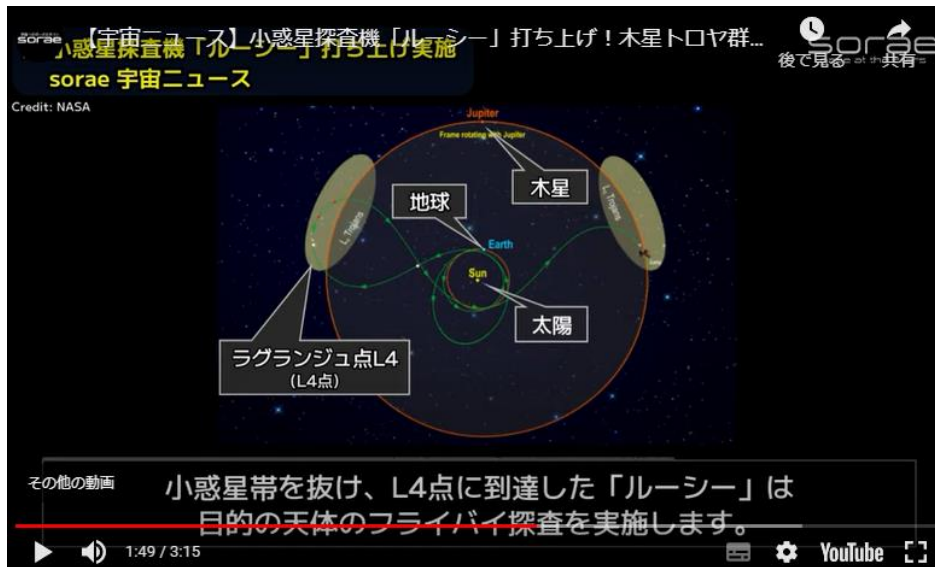 【宇宙ニュース】小惑星探査機「ルーシー」打ち上げ！木星トロヤ群...
小惑星探査機「ルーシー」打ち上げ実施
sorae 宇宙ニュース
sorae
後で見る
共有
Credit: NASA
Jupiter
Frame rotating with Jupiter
木星
地球
Earth
Sun
太陽
L₄ Trojans
L₅ Trojans
ラグランジュ点L4
(L4点)
その他の動画
小惑星帯を抜け、L4点に到達した「ルーシー」は
目的の天体のフライバイ探査を実施します。
1:49 / 3:15
YouTube